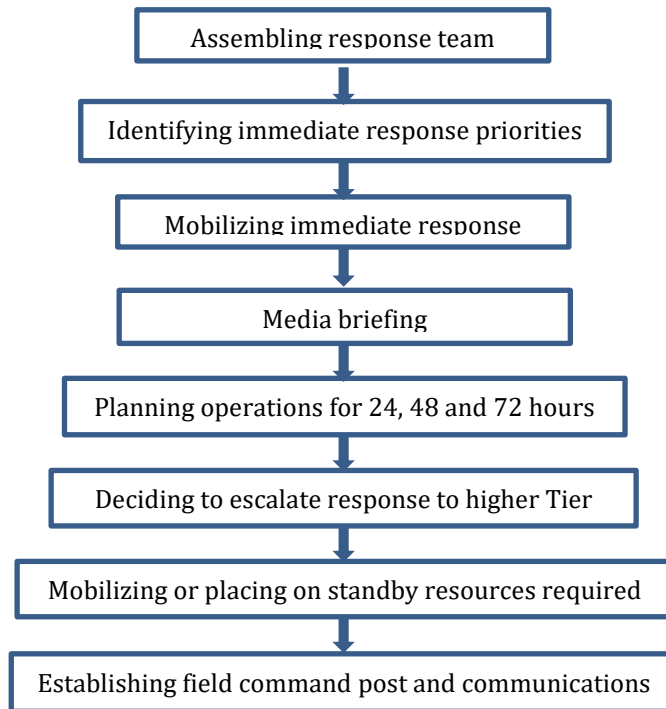 Assembling response team
Identifying immediate response priorities
Mobilizing immediate response
Media briefing
Planning operations for 24, 48 and 72 hours
Deciding to escalate response to higher Tier
Mobilizing or placing on standby resources required
Establishing field command post and communications